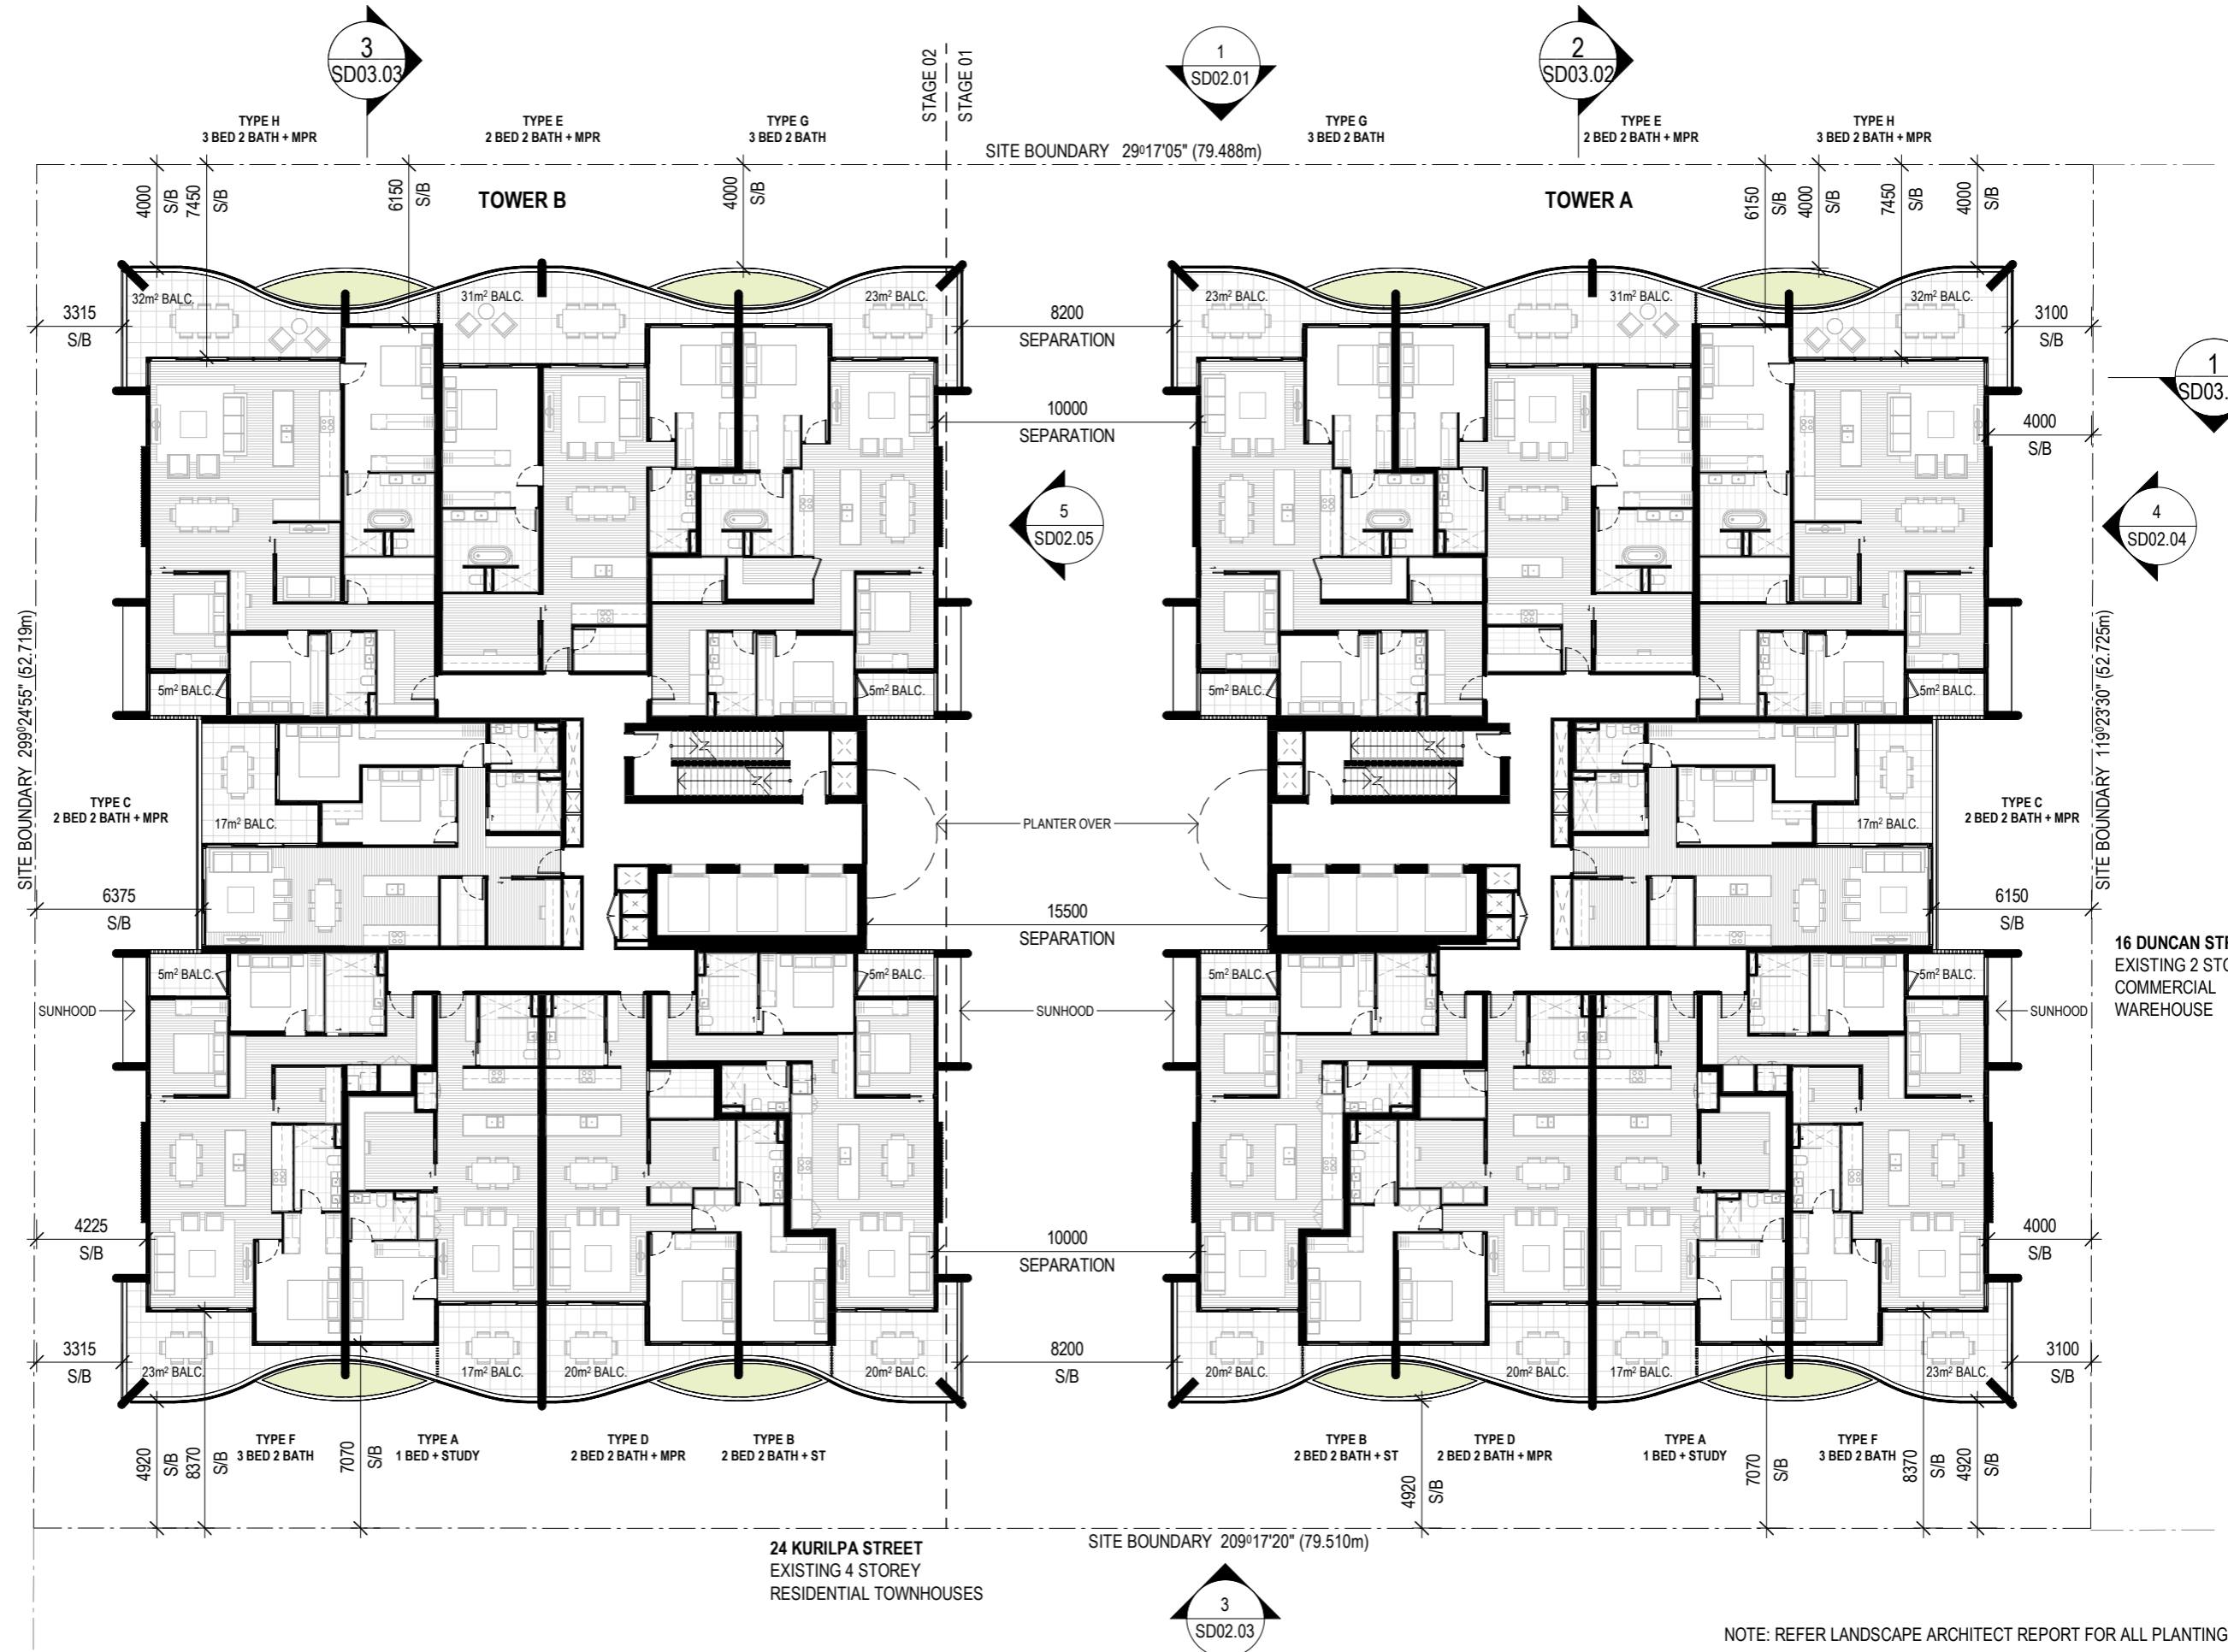 3
SD03.03
STAGE 02
STAGE 01
1
SD02.01
2
SD03.02
TYPE H
3 BED 2 BATH + MPR
TYPE E
2 BED 2 BATH + MPR
TYPE G
3 BED 2 BATH
TYPE G
3 BED 2 BATH
TYPE E
2 BED 2 BATH + MPR
TYPE H
3 BED 2 BATH + MPR
SITE BOUNDARY 29⁰17'05" (79.488m)
4000
S/B
7450
S/B
6150
S/B
TOWER B
4000
S/B
TOWER A
6150
S/B
4000
S/B
7450
S/B
4000
S/B
32m² BALC.
31m² BALC.
23m² BALC.
23m² BALC.
31m² BALC.
32m² BALC.
3315
S/B
8200
SEPARATION
3100
S/B
1
SD03.
10000
SEPARATION
4000
S/B
5
SD02.05
4
SD02.04
SITE BOUNDARY 299⁰24'55" (52.719m)
SITE BOUNDARY 119⁰23'30" (52.725m)
5m² BALC.
5m² BALC.
5m² BALC.
5m² BALC.
TYPE C
2 BED 2 BATH + MPR
17m² BALC.
PLANTER OVER
17m² BALC.
TYPE C
2 BED 2 BATH + MPR
6375
S/B
15500
SEPARATION
6150
S/B
16 DUNCAN STR
EXISTING 2 STO
COMMERCIAL
WAREHOUSE
5m² BALC.
5m² BALC.
5m² BALC.
5m² BALC.
SUNHOOD
SUNHOOD
SUNHOOD
4225
S/B
10000
SEPARATION
4000
S/B
3315
S/B
8200
S/B
3100
S/B
23m² BALC.
17m² BALC.
20m² BALC.
20m² BALC.
20m² BALC.
20m² BALC.
17m² BALC.
23m² BALC.
4920
S/B
8370
S/B
TYPE F
3 BED 2 BATH
7070
S/B
TYPE A
1 BED + STUDY
TYPE D
2 BED 2 BATH + MPR
TYPE B
2 BED 2 BATH + ST
TYPE B
2 BED 2 BATH + ST
4920
S/B
TYPE D
2 BED 2 BATH + MPR
TYPE A
1 BED + STUDY
7070
S/B
TYPE F
3 BED 2 BATH
8370
S/B
4920
S/B
SITE BOUNDARY 209⁰17'20" (79.510m)
24 KURILPA STREET
EXISTING 4 STOREY
RESIDENTIAL TOWNHOUSES
3
SD02.03
NOTE: REFER LANDSCAPE ARCHITECT REPORT FOR ALL PLANTING